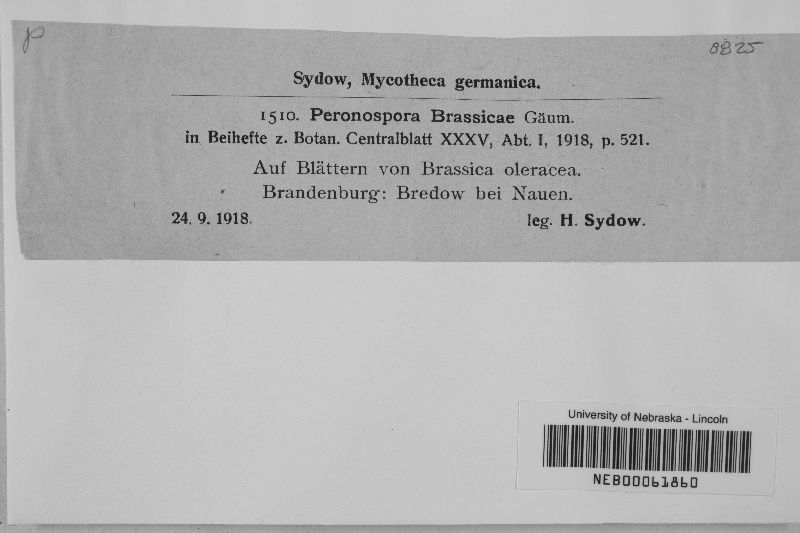 p
8825
Sydow, Mycotheca germanica.
1510. Peronospora Brassicae Gäum.
in Beihefte z. Botan. Centralblatt XXXV, Abt. I, 1918, p. 521.
Auf Blättern von Brassica oleracea.
Brandenburg: Bredow bei Nauen.
24. 9. 1918. leg. H. Sydow.
University of Nebraska - Lincoln
NEB00061860